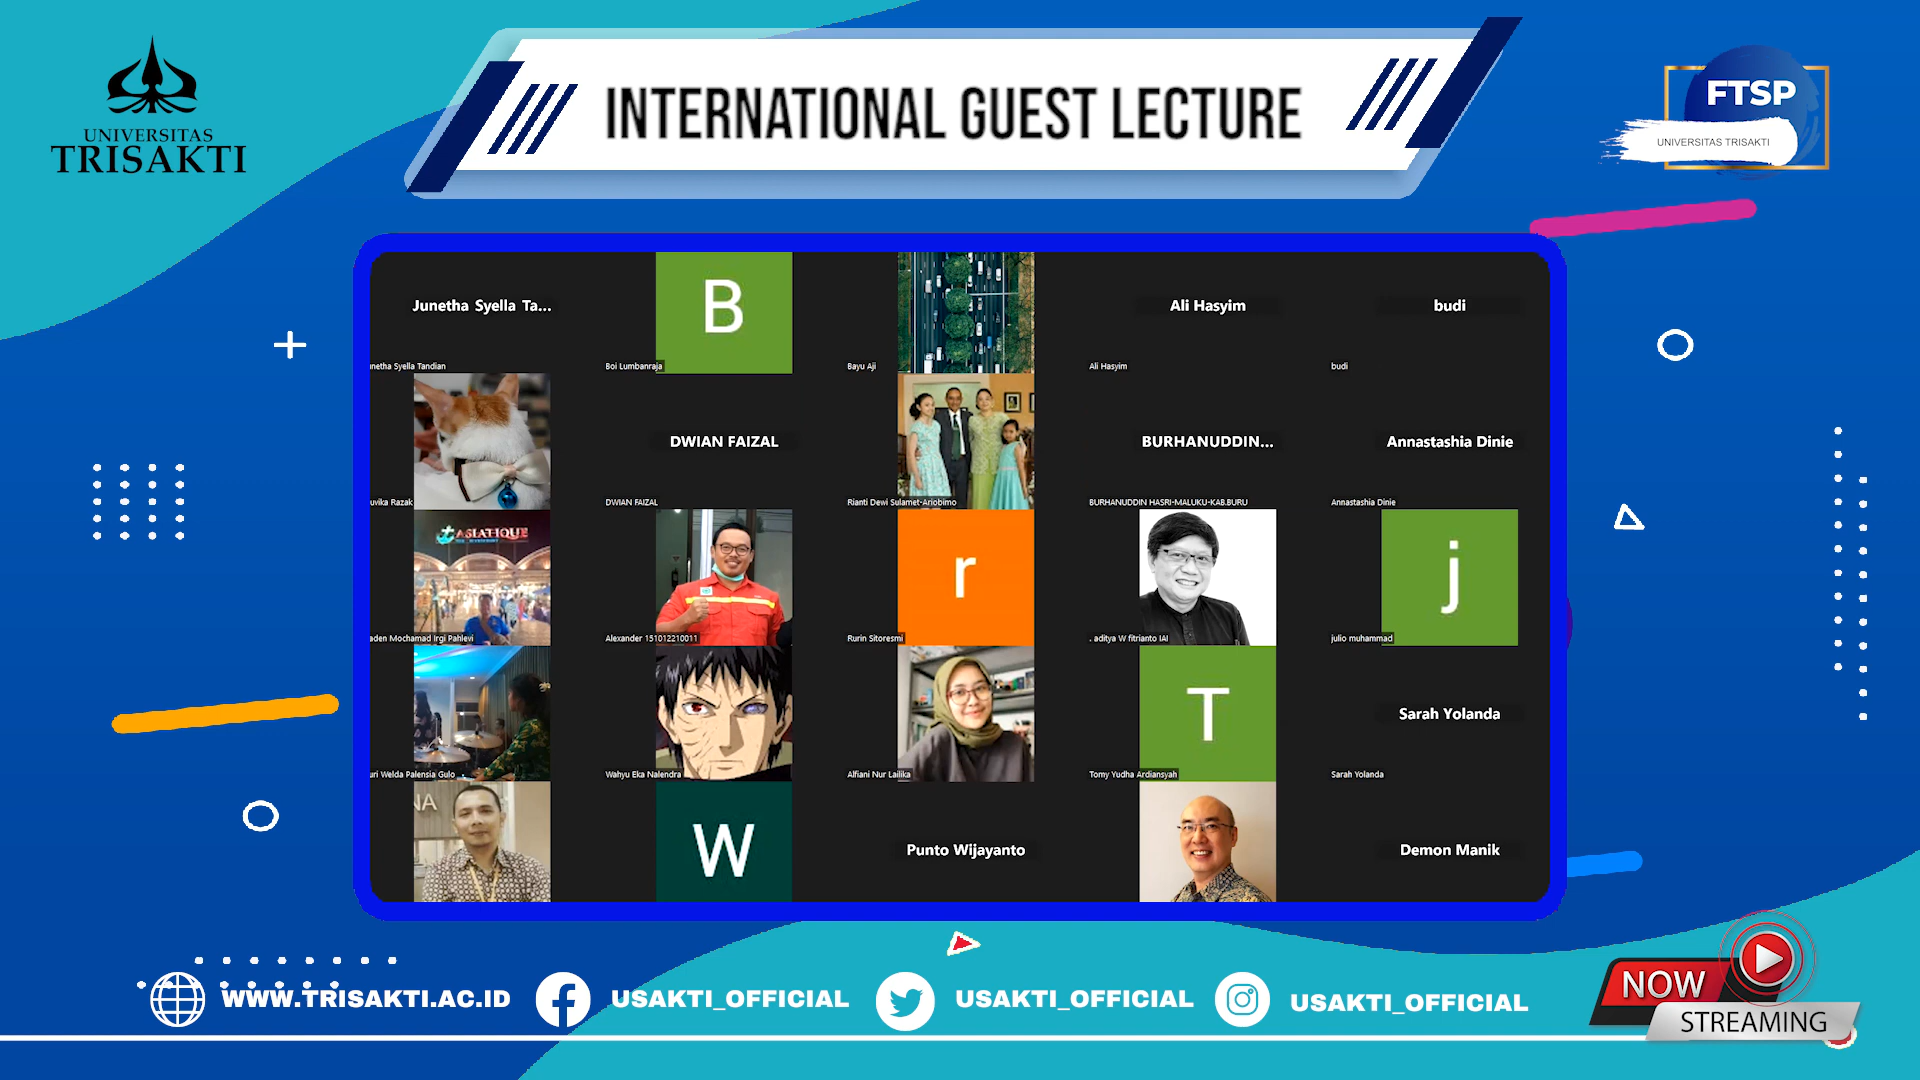 UNIVERSITAS
TRISAKTI
INTERNATIONAL GUEST LECTURE
FTSP
UNIVERSITAS TRISAKTI
Junetha Syella Ta...
B
Ali Hasyim
budi
netha Syella Tandian
Boi Lumbanraja
Bayu Aji
Ali Hasyim
budi
DWIAN FAIZAL
BURHANUDDIN...
Annastashia Dinie
uvika Razak
DWIAN FAIZAL
Rianti Dewi Sulamet-Ariobimo
BURHANUDDIN HASRI-MALUKU-KAB.BURU
Annastashia Dinie
ASIATIQUE
r
j
aden Mochamad Irgi Pahlevi
Alexander 151012210011
Rurin Sitoresmi
. aditya W fitrianto IAI
julio muhammad
T
Sarah Yolanda
uri Welda Palensia Gulo
Wahyu Eka Nalendra
Alfiani Nur Lailika
Tomy Yudha Ardiansyah
Sarah Yolanda
NA
W
Punto Wijayanto
Demon Manik
WWW.TRISAKTI.AC.ID
USAKTI_OFFICIAL
USAKTI_OFFICIAL
USAKTI_OFFICIAL
NOW
STREAMING